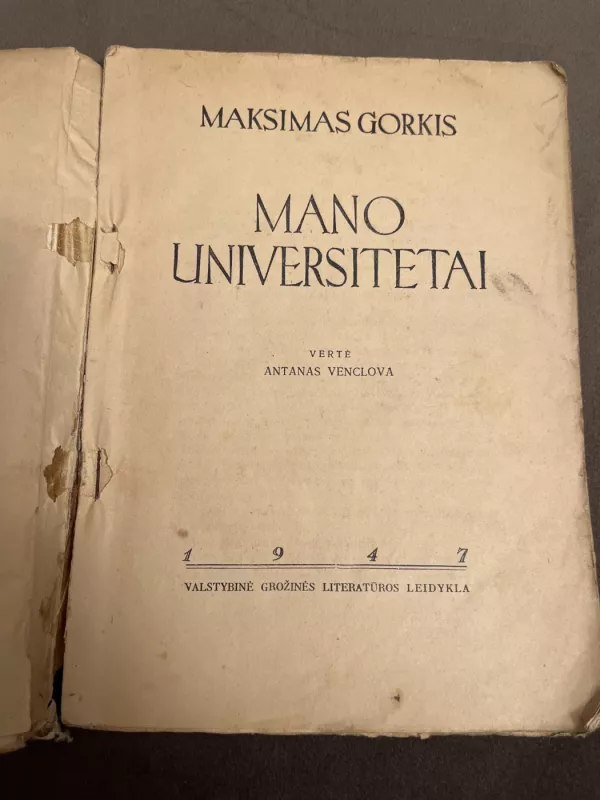 MAKSIMAS GORKIS
MANO
UNIVERSITETAI
VERTĖ
ANTANAS VENCLOVA
1 9 4 7
VALSTYBINĖ GROŽINĖS LITERATŪROS LEIDYKLA